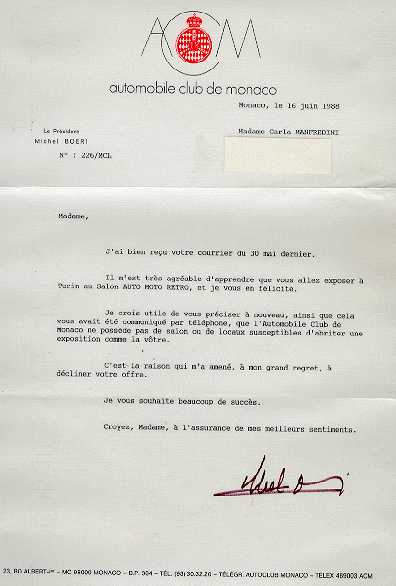 ACM
automobile club de monaco
Monaco, le 16 juin 1988
Le Président
Michel BOERI
N° : 226/MCL
Madame Carla MANFREDINI
Madame,
J'ai bien reçu votre courrier du 30 mai dernier.
Il m'est très agréable d'apprendre que vous allez exposer à
Turin au Salon AUTO MOTO RETRO, et je vous en félicite.
Je crois utile de vous préciser à nouveau, ainsi que cela
vous avait été communiqué par téléphone, que l'Automobile Club de
Monaco ne possède pas de salon ou de locaux susceptibles d'abriter une
exposition comme la vôtre.
C'est la raison qui m'a amené, à mon grand regret, à
décliner votre offre.
Je vous souhaite beaucoup de succès.
Croyez, Madame, à l'assurance de mes meilleurs sentiments.
23, BD ALBERT-Iᵉʳ – MC 98000 MONACO – B.P. 304 – TÉL. (93) 30.32.20 – TÉLÉGR. AUTOCLUB MONACO – TÉLEX 469003 ACM